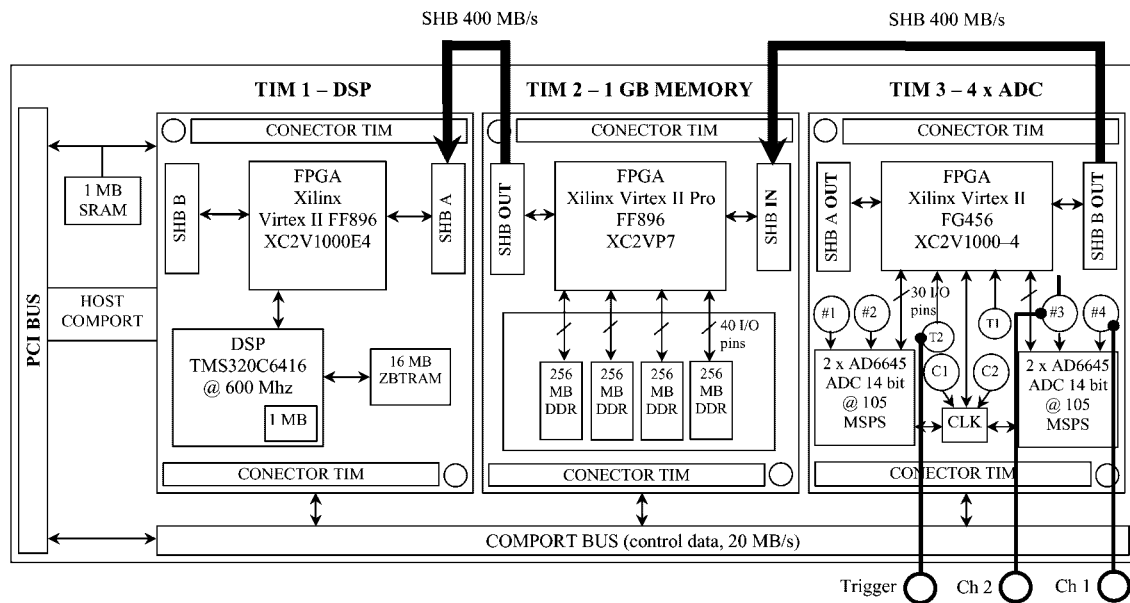 SHB 400 MB/s
SHB 400 MB/s
TIM 1 – DSP
TIM 2 – 1 GB MEMORY
TIM 3 – 4 x ADC
PCI BUS
1 MB
SRAM
HOST
COMPORT
CONECTOR TIM
SHB B
FPGA
Xilinx
Virtex II FF896
XC2V1000E4
SHB A
DSP
TMS320C6416
@ 600 Mhz
1 MB
16 MB
ZBTRAM
CONECTOR TIM
CONECTOR TIM
SHB OUT
FPGA
Xilinx Virtex II Pro
FF896
XC2VP7
SHB IN
40 I/O
pins
256
MB
DDR
256
MB
DDR
256
MB
DDR
256
MB
DDR
CONECTOR TIM
CONECTOR TIM
SHB A OUT
FPGA
Xilinx Virtex II
FG456
XC2V1000–4
SHB B OUT
30 I/O
pins
#1
#2
T2
T1
#3
#4
2 x AD6645
ADC 14 bit
@ 105
MSPS
C1
C2
CLK
2 x AD6645
ADC 14 bit
@ 105
MSPS
CONECTOR TIM
COMPORT BUS (control data, 20 MB/s)
Trigger
Ch 2
Ch 1